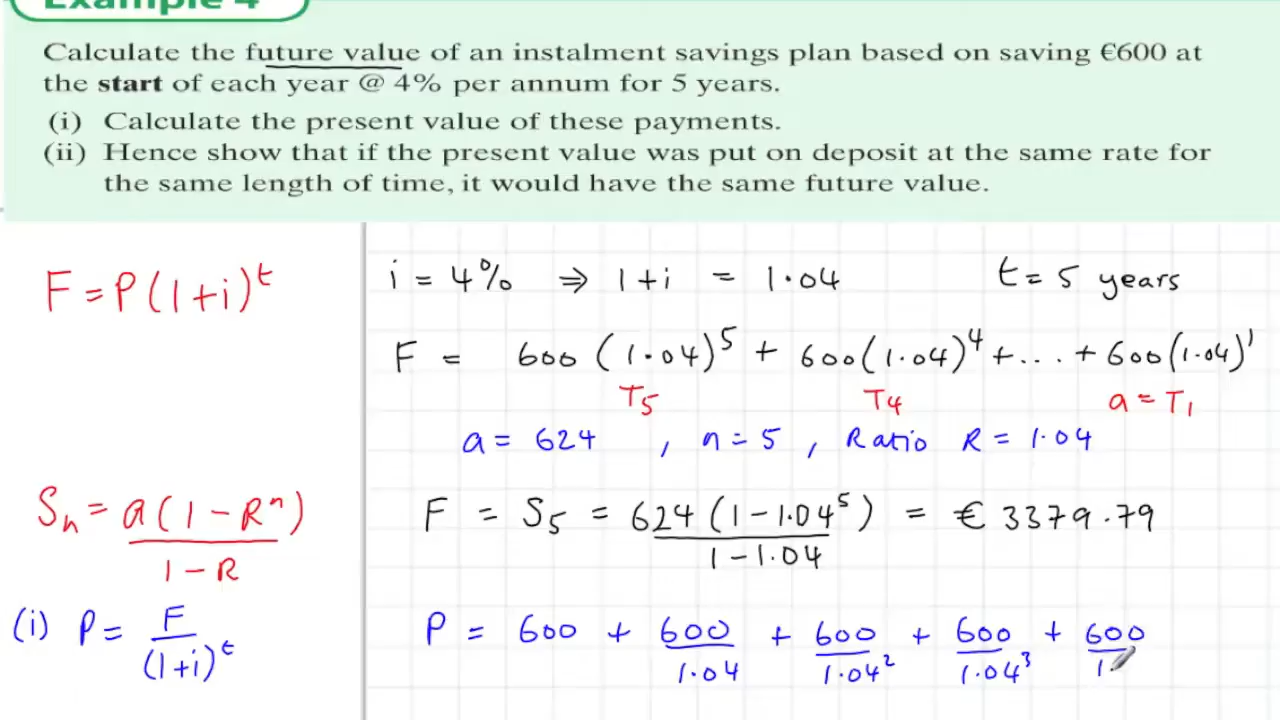 Example 4
Calculate the future value of an instalment savings plan based on saving €600 at
the start of each year @ 4% per annum for 5 years.
(i) Calculate the present value of these payments.
(ii) Hence show that if the present value was put on deposit at the same rate for
the same length of time, it would have the same future value.
F = P(1+i)^t
i = 4% ⇒ 1+i = 1·04 t = 5 years
F = 600(1·04)^5 + 600(1·04)^4 + ... + 600(1·04)^1
T5 T4 a = T1
a = 624 , n = 5 , Ratio R = 1·04
Sn = a(1 − R^n) / 1 − R
F = S5 = 624(1 − 1·04^5) / 1 − 1·04 = € 3379·79
(i) P = F / (1+i)^t
P = 600 + 600/1·04 + 600/1·04^2 + 600/1·04^3 + 600/1